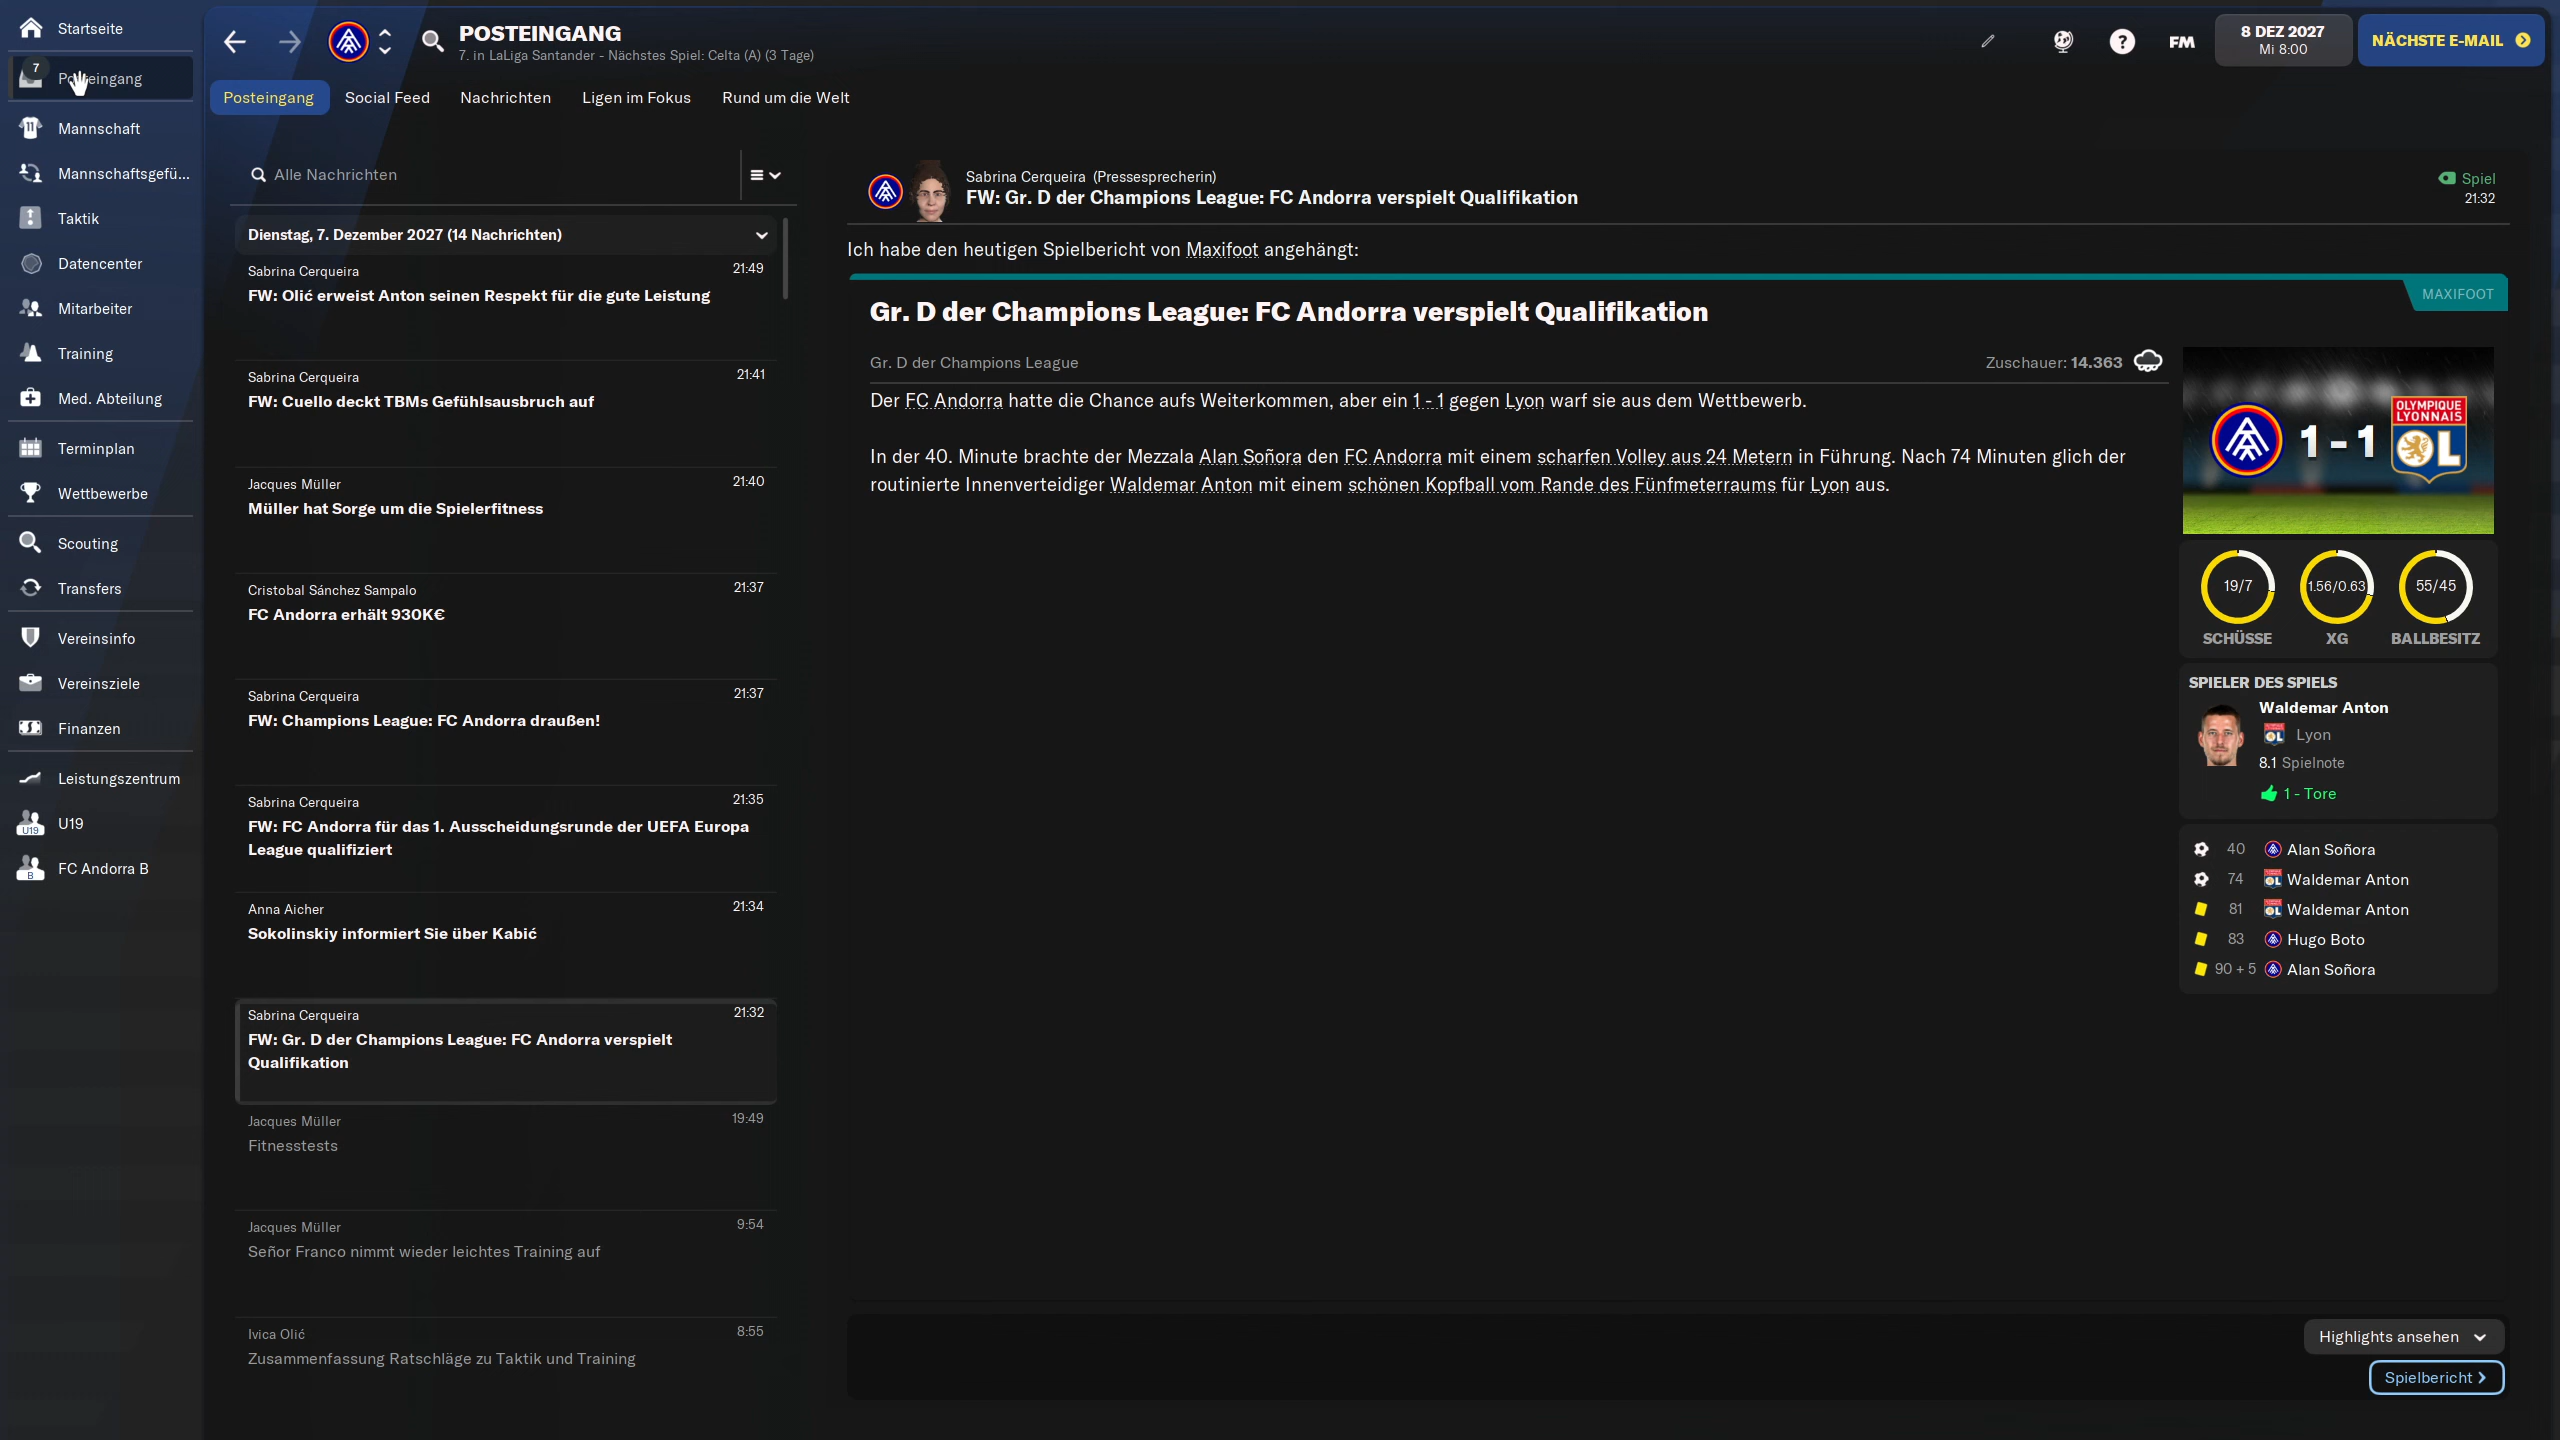 Startseite
7
Posteingang
Mannschaft
Mannschaftsgefü...
Taktik
Datencenter
Mitarbeiter
Training
Med. Abteilung
Terminplan
Wettbewerbe
Scouting
Transfers
Vereinsinfo
Vereinsziele
Finanzen
Leistungszentrum
U19
U19
B
FC Andorra B
POSTEINGANG
7. in LaLiga Santander - Nächstes Spiel: Celta (A) (3 Tage)
FM
8 DEZ 2027
Mi 8:00
NÄCHSTE E-MAIL
Posteingang Social Feed Nachrichten Ligen im Fokus Rund um die Welt
Alle Nachrichten
Dienstag, 7. Dezember 2027 (14 Nachrichten)
Sabrina Cerqueira 21:49
FW: Olić erweist Anton seinen Respekt für die gute Leistung
Sabrina Cerqueira 21:41
FW: Cuello deckt TBMs Gefühlsausbruch auf
Jacques Müller 21:40
Müller hat Sorge um die Spielerfitness
Cristobal Sánchez Sampalo 21:37
FC Andorra erhält 930K€
Sabrina Cerqueira 21:37
FW: Champions League: FC Andorra draußen!
Sabrina Cerqueira 21:35
FW: FC Andorra für das 1. Ausscheidungsrunde der UEFA Europa
League qualifiziert
Anna Aicher 21:34
Sokolinskiy informiert Sie über Kabić
Sabrina Cerqueira 21:32
FW: Gr. D der Champions League: FC Andorra verspielt
Qualifikation
Jacques Müller 19:49
Fitnesstests
Jacques Müller 9:54
Señor Franco nimmt wieder leichtes Training auf
Ivica Olić 8:55
Zusammenfassung Ratschläge zu Taktik und Training
Sabrina Cerqueira (Pressesprecherin)
FW: Gr. D der Champions League: FC Andorra verspielt Qualifikation
Spiel
21:32
Ich habe den heutigen Spielbericht von Maxifoot angehängt:
MAXIFOOT
Gr. D der Champions League: FC Andorra verspielt Qualifikation
Gr. D der Champions League Zuschauer: 14.363
Der FC Andorra hatte die Chance aufs Weiterkommen, aber ein 1 - 1 gegen Lyon warf sie aus dem Wettbewerb.
In der 40. Minute brachte der Mezzala Alan Soñora den FC Andorra mit einem scharfen Volley aus 24 Metern in Führung. Nach 74 Minuten glich der
routinierte Innenverteidiger Waldemar Anton mit einem schönen Kopfball vom Rande des Fünfmeterraums für Lyon aus.
OLYMPIQUE
LYONNAIS
OL
1 - 1
19/7 1.56/0.63 55/45
SCHÜSSE XG BALLBESITZ
SPIELER DES SPIELS
Waldemar Anton
Lyon
8.1 Spielnote
1 - Tore
40 Alan Soñora
74 Waldemar Anton
81 Waldemar Anton
83 Hugo Boto
90 + 5 Alan Soñora
Highlights ansehen
Spielbericht